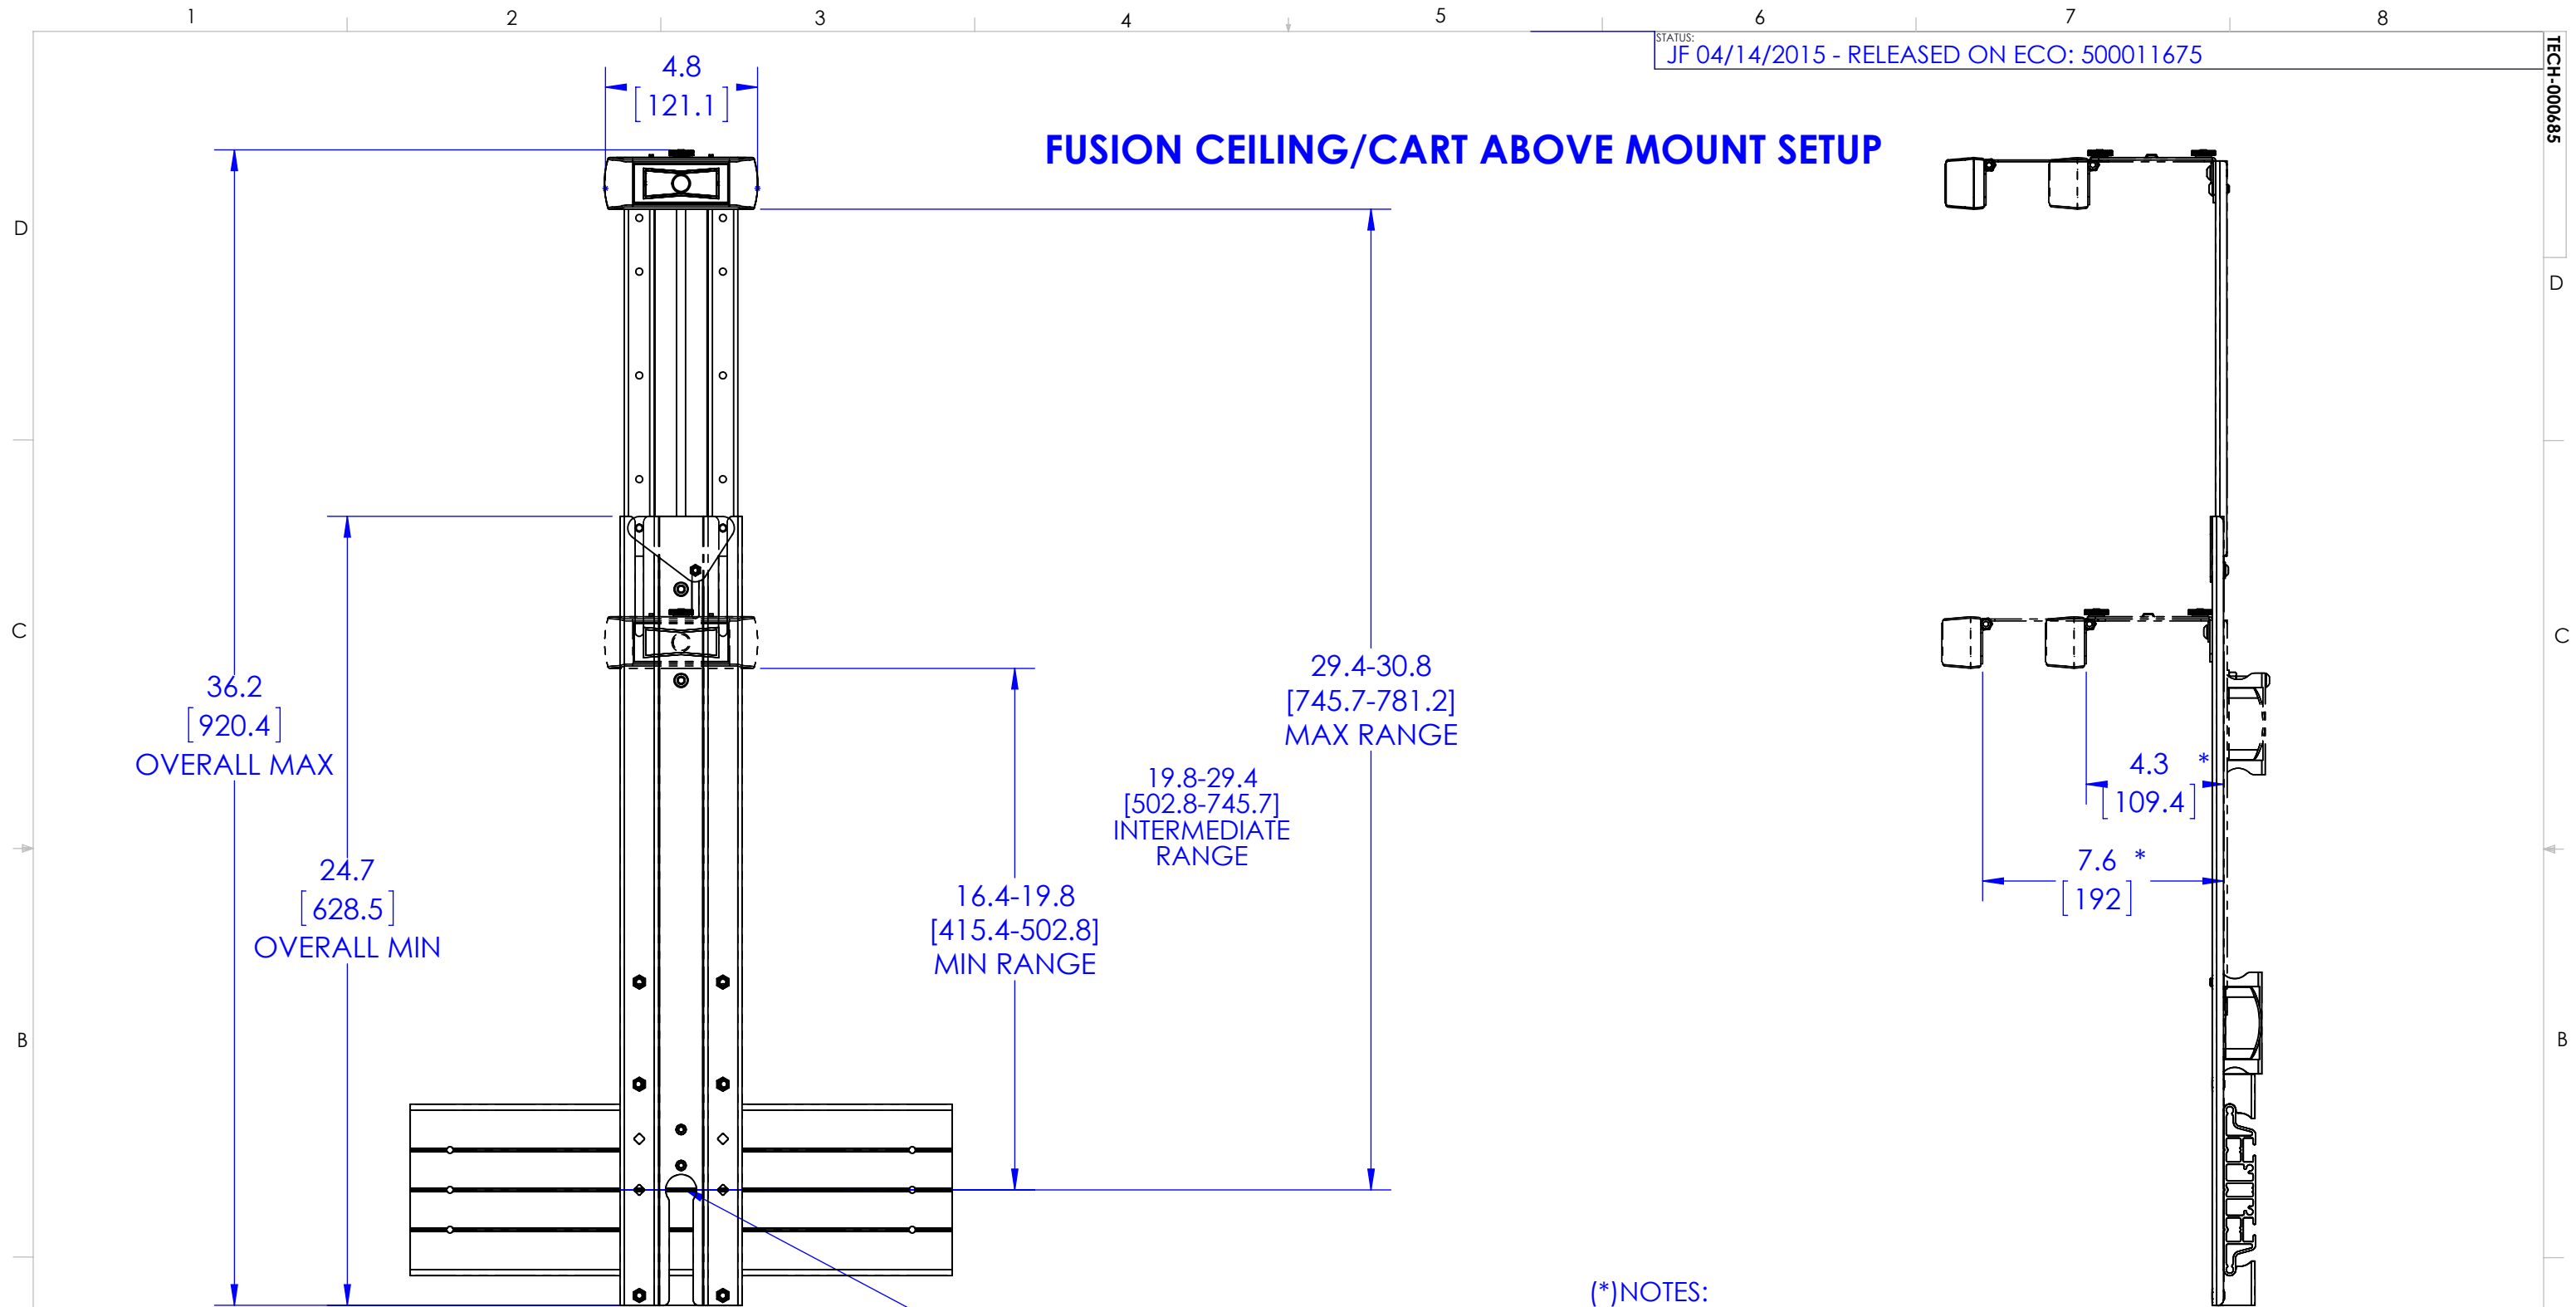 1 2 3 4 5 6 7 8
STATUS:
JF 04/14/2015 - RELEASED ON ECO: 500011675
TECH-000685
4.8
[121.1]
FUSION CEILING/CART ABOVE MOUNT SETUP
D
D
C
C
36.2
[920.4]
OVERALL MAX
29.4-30.8
[745.7-781.2]
MAX RANGE
19.8-29.4
[502.8-745.7]
INTERMEDIATE
RANGE
4.3 *
[109.4]
7.6 *
[192]
24.7
[628.5]
OVERALL MIN
16.4-19.8
[415.4-502.8]
MIN RANGE
B
B
(*)NOTES: